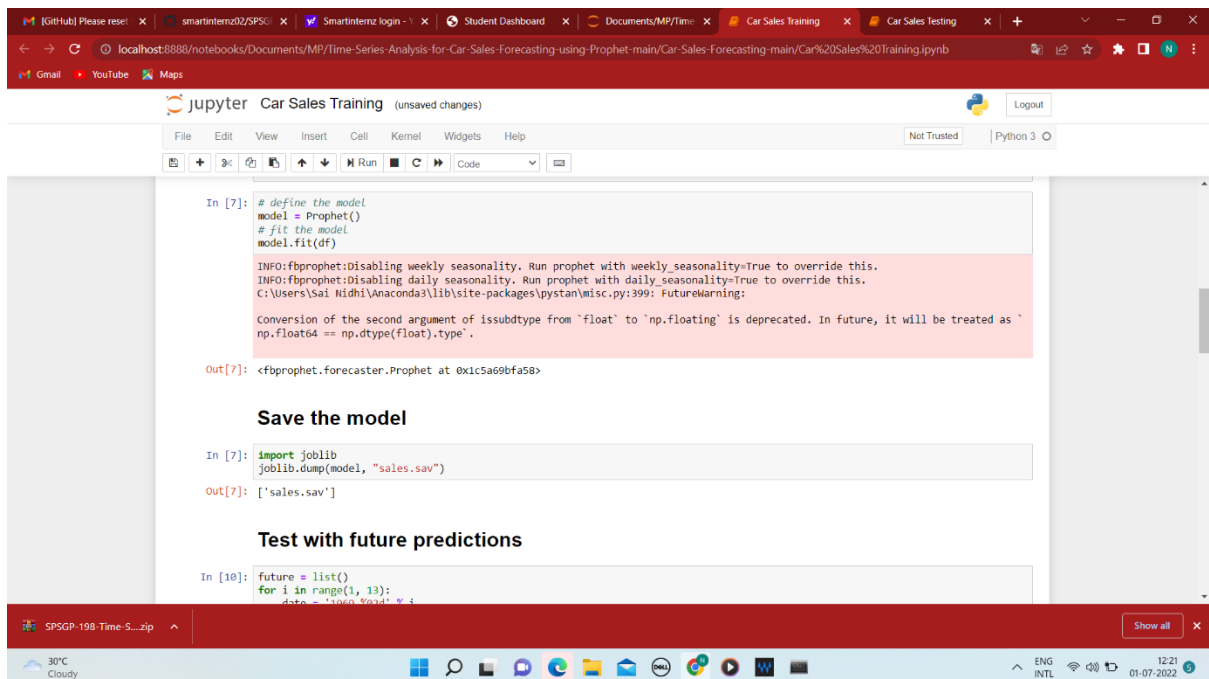 [GitHub] Please reset
smartinternz02/SPSG
Smartinternz login - Y
Student Dashboard
Documents/MP/Time
Car Sales Training
Car Sales Testing
localhost:8888/notebooks/Documents/MP/Time-Series-Analysis-for-Car-Sales-Forecasting-using-Prophet-main/Car-Sales-Forecasting-main/Car%20Sales%20Training.ipynb
N
Gmail YouTube Maps
jupyter Car Sales Training (unsaved changes)
Logout
File Edit View Insert Cell Kernel Widgets Help
Not Trusted
Python 3
Run
Code
In [7]: # define the model
model = Prophet()
# fit the model
model.fit(df)
INFO:fbprophet:Disabling weekly seasonality. Run prophet with weekly_seasonality=True to override this.
INFO:fbprophet:Disabling daily seasonality. Run prophet with daily_seasonality=True to override this.
C:\Users\Sai Nidhi\Anaconda3\lib\site-packages\pystan\misc.py:399: FutureWarning:
Conversion of the second argument of issubdtype from `float` to `np.floating` is deprecated. In future, it will be treated as `
np.float64 == np.dtype(float).type`.
Out[7]: <fbprophet.forecaster.Prophet at 0x1c5a69bfa58>
Save the model
In [7]: import joblib
joblib.dump(model, "sales.sav")
Out[7]: ['sales.sav']
Test with future predictions
In [10]: future = list()
for i in range(1, 13):
date = '1969-%02d' % i
SPSGP-198-Time-S....zip
Show all
30°C
Cloudy
DELL
W
ENG
INTL
12:21
01-07-2022
5